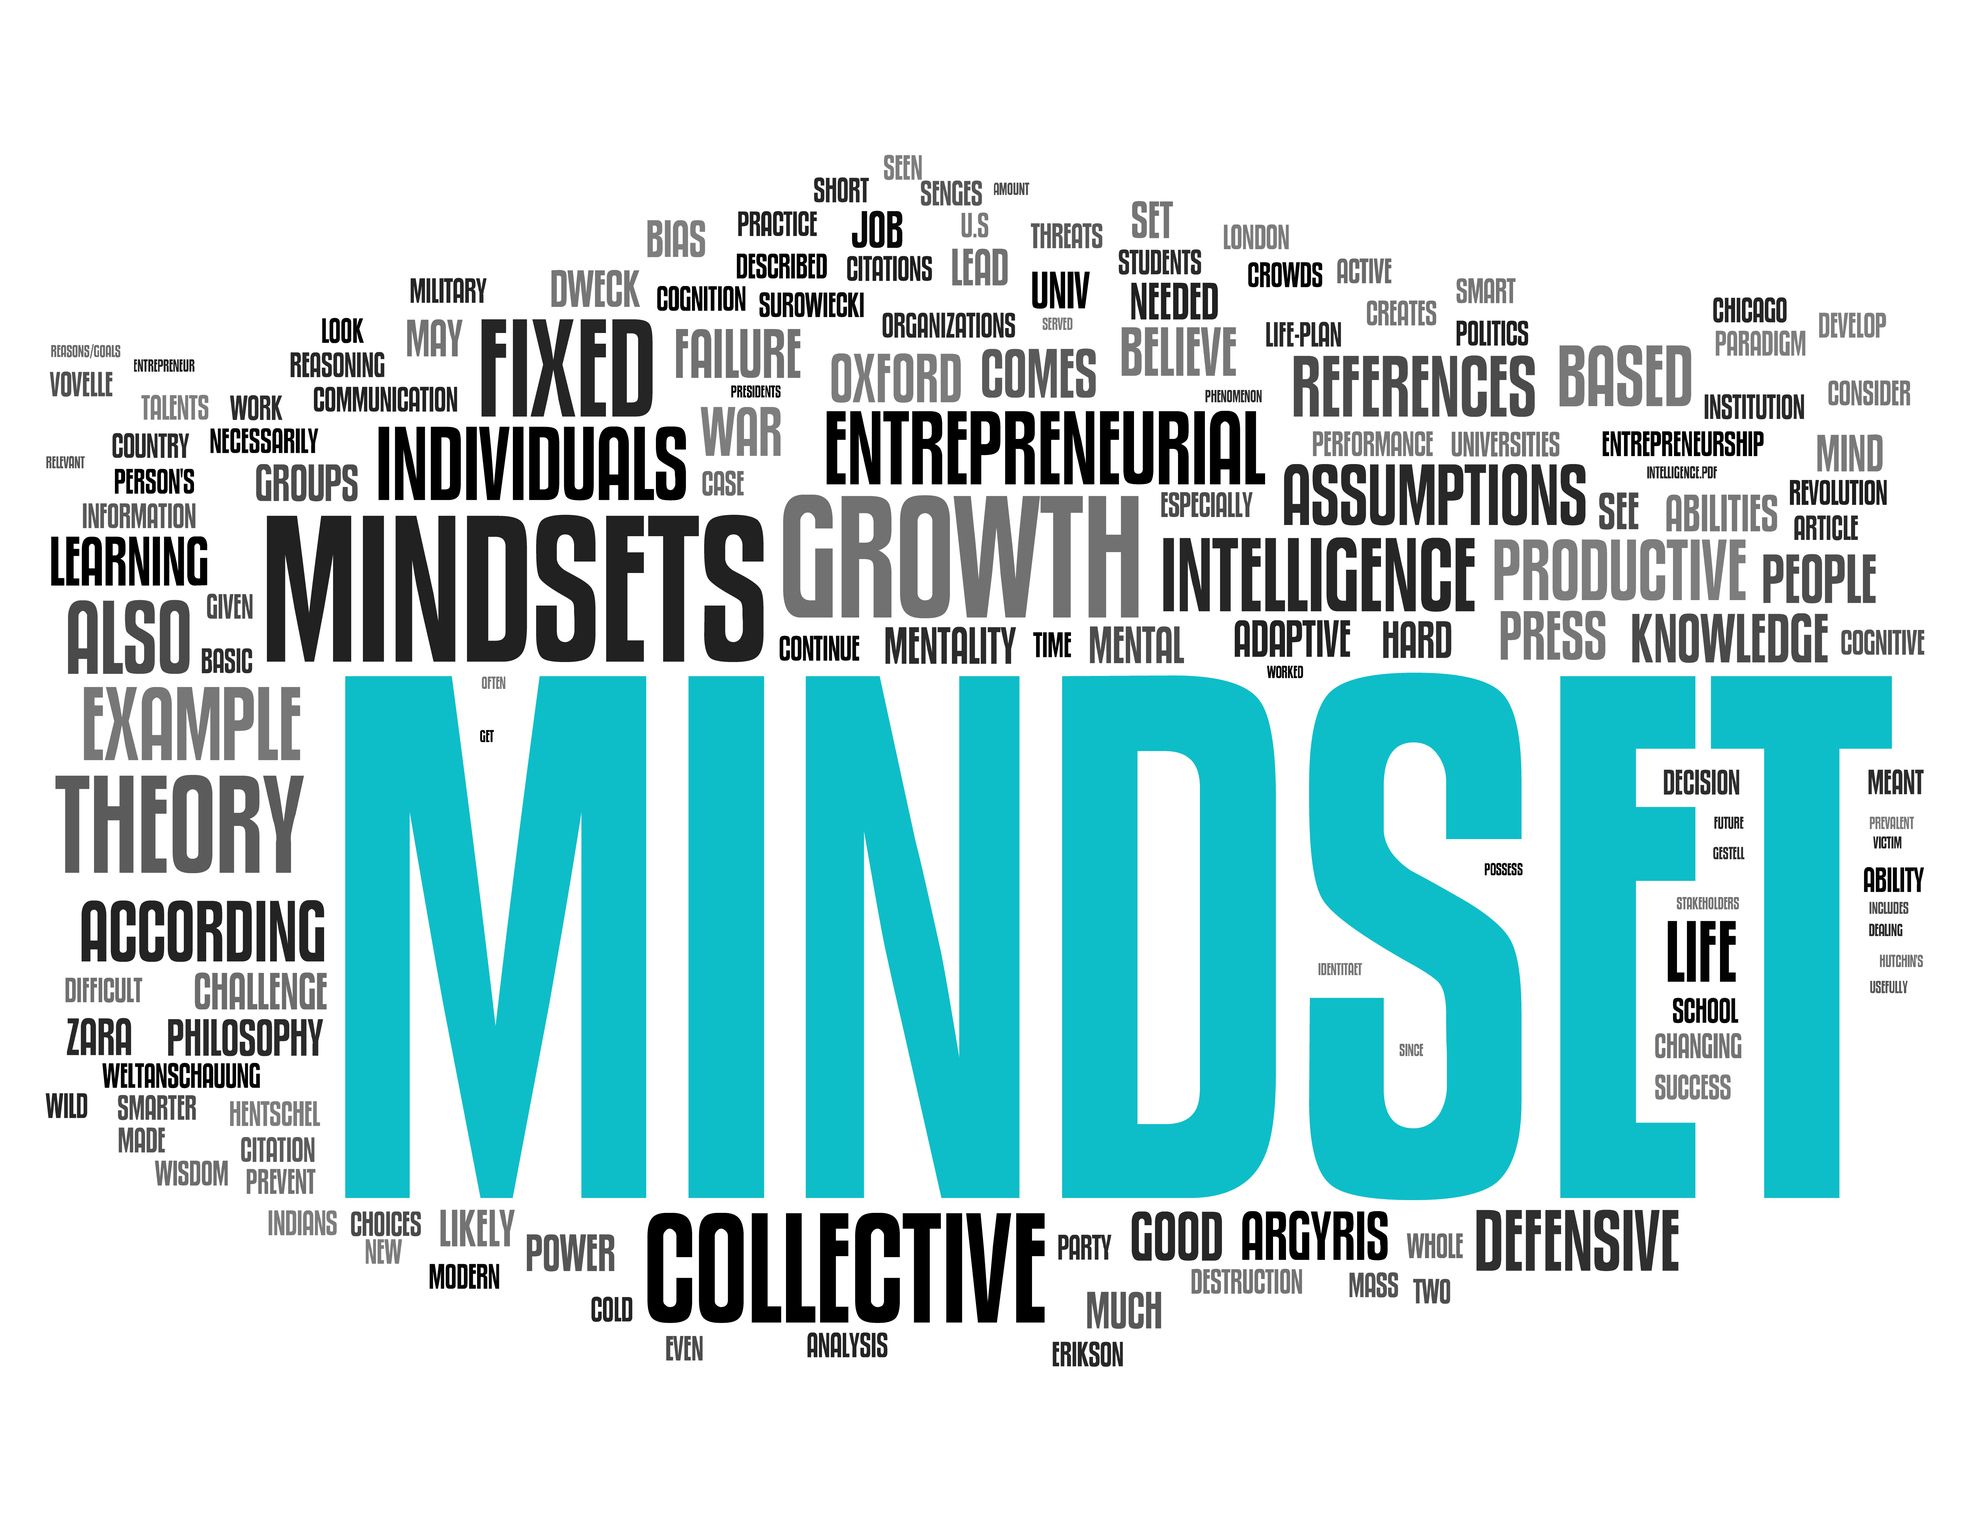 SEEN
SHORT SENGES AMOUNT
BIAS PRACTICE JOB U.S THREATS SET LONDON
DESCRIBED CITATIONS LEAD STUDENTS CROWDS ACTIVE
MILITARY DWECK COGNITION SUROWIECKI UNIV NEEDED CREATES SMART
LOOK MAY FIXED FAILURE ORGANIZATIONS SERVED BELIEVE LIFE-PLAN POLITICS CHICAGO DEVELOP
REASONS/GOALS ENTREPRENEUR REASONING PARADIGM
VOVELLE COMMUNICATION PRESIDENTS OXFORD COMES PHENOMENON REFERENCES BASED INSTITUTION CONSIDER
TALENTS WORK
COUNTRY NECESSARILY INDIVIDUALS WAR ENTREPRENEURIAL PERFORMANCE UNIVERSITIES ENTREPRENEURSHIP MIND
RELEVANT PERSON'S GROUPS CASE INTELLIGENCE.PDF
INFORMATION ESPECIALLY ASSUMPTIONS SEE ABILITIES REVOLUTION
ARTICLE
LEARNING MINDSETS GROWTH INTELLIGENCE PRODUCTIVE PEOPLE
ALSO GIVEN
BASIC CONTINUE MENTALITY TIME MENTAL ADAPTIVE HARD PRESS KNOWLEDGE COGNITIVE
WORKED
OFTEN
EXAMPLE GET
THEORY MINDSET DECISION MEANT
FUTURE PREVALENT
GESTELL VICTIM
POSSESS ABILITY
ACCORDING STAKEHOLDERS INCLUDES
LIFE DEALING
DIFFICULT CHALLENGE IDENTITAET HUTCHIN'S
SCHOOL USEFULLY
ZARA PHILOSOPHY SINCE CHANGING
WELTANSCHAUUNG SUCCESS
WILD SMARTER HENTSCHEL
MADE CITATION
WISDOM PREVENT
INDIANS CHOICES LIKELY COLLECTIVE PARTY GOOD ARGYRIS WHOLE DEFENSIVE
NEW POWER
MODERN DESTRUCTION MASS TWO
COLD MUCH
EVEN ANALYSIS ERIKSON